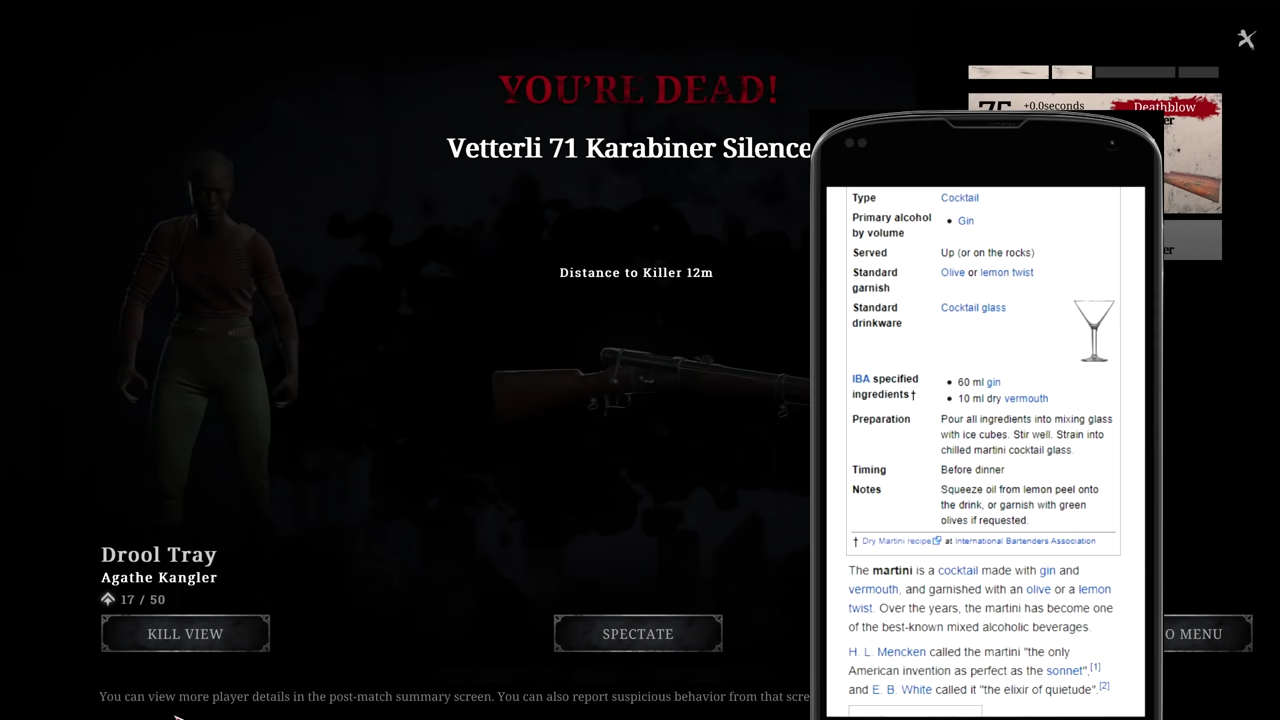 YOU'RE DEAD!
+0.0seconds
Deathblow
Vetterli 71 Karabiner Silence
Distance to Killer 12m
Drool Tray
Agathe Kangler
17 / 50
KILL VIEW
SPECTATE
O MENU
You can view more player details in the post-match summary screen. You can also report suspicious behavior from that scre
Type Cocktail
Primary alcohol by volume • Gin
Served Up (or on the rocks)
Standard garnish Olive or lemon twist
Standard drinkware Cocktail glass
IBA specified ingredients† • 60 ml gin
• 10 ml dry vermouth
Preparation Pour all ingredients into mixing glass
with ice cubes. Stir well. Strain into
chilled martini cocktail glass.
Timing Before dinner
Notes Squeeze oil from lemon peel onto
the drink, or garnish with green
olives if requested.
† Dry Martini recipe at International Bartenders Association
The martini is a cocktail made with gin and
vermouth, and garnished with an olive or a lemon
twist. Over the years, the martini has become one
of the best-known mixed alcoholic beverages.
H. L. Mencken called the martini "the only
American invention as perfect as the sonnet",[1]
and E. B. White called it "the elixir of quietude".[2]